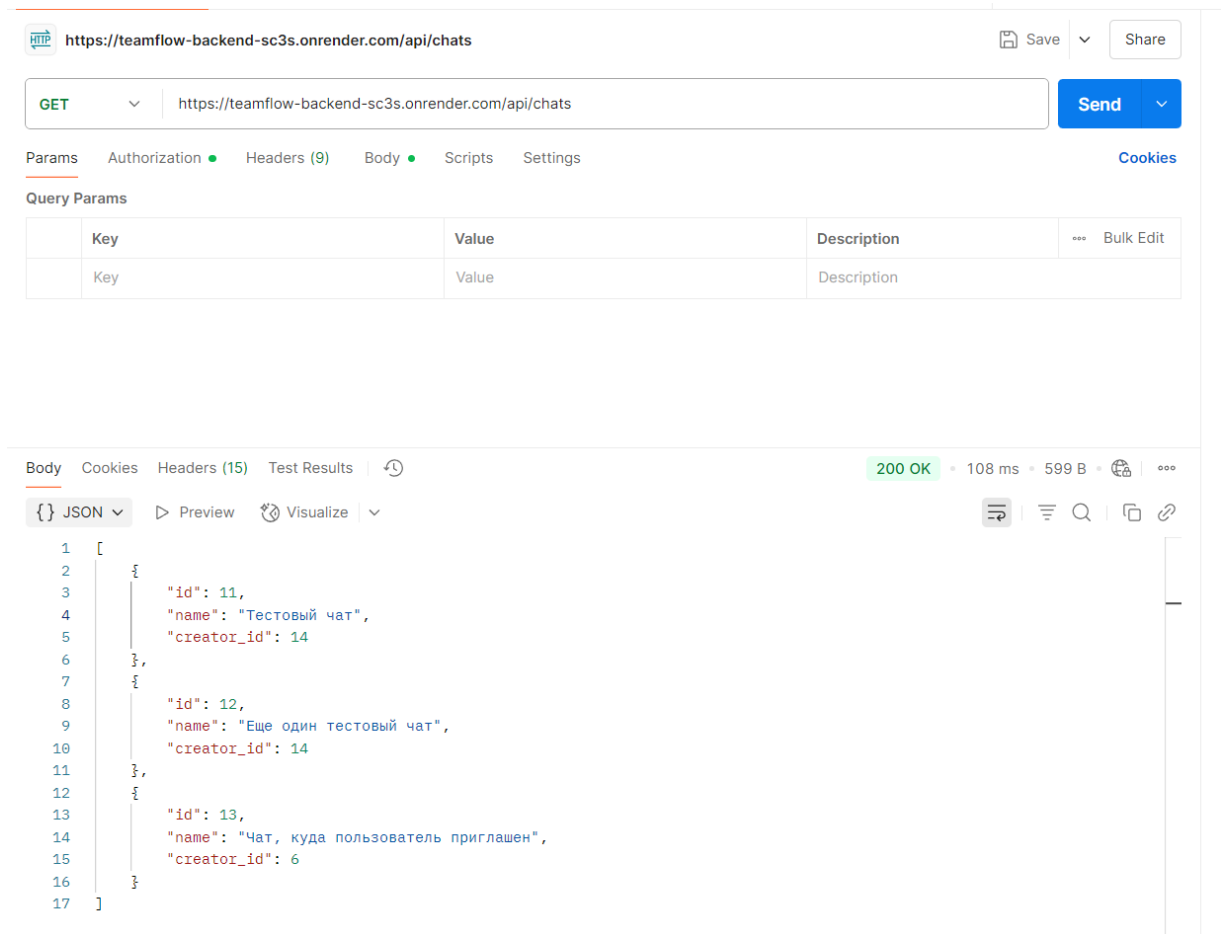 HTTP https://teamflow-backend-sc3s.onrender.com/api/chats Save Share
GET https://teamflow-backend-sc3s.onrender.com/api/chats Send
Params Authorization Headers (9) Body Scripts Settings Cookies
Query Params
Key Value Description Bulk Edit
Key Value Description
Body Cookies Headers (15) Test Results 200 OK 108 ms 599 B
{} JSON Preview Visualize
1 [
2 {
3 "id": 11,
4 "name": "Тестовый чат",
5 "creator_id": 14
6 },
7 {
8 "id": 12,
9 "name": "Еще один тестовый чат",
10 "creator_id": 14
11 },
12 {
13 "id": 13,
14 "name": "Чат, куда пользователь приглашен",
15 "creator_id": 6
16 }
17 ]